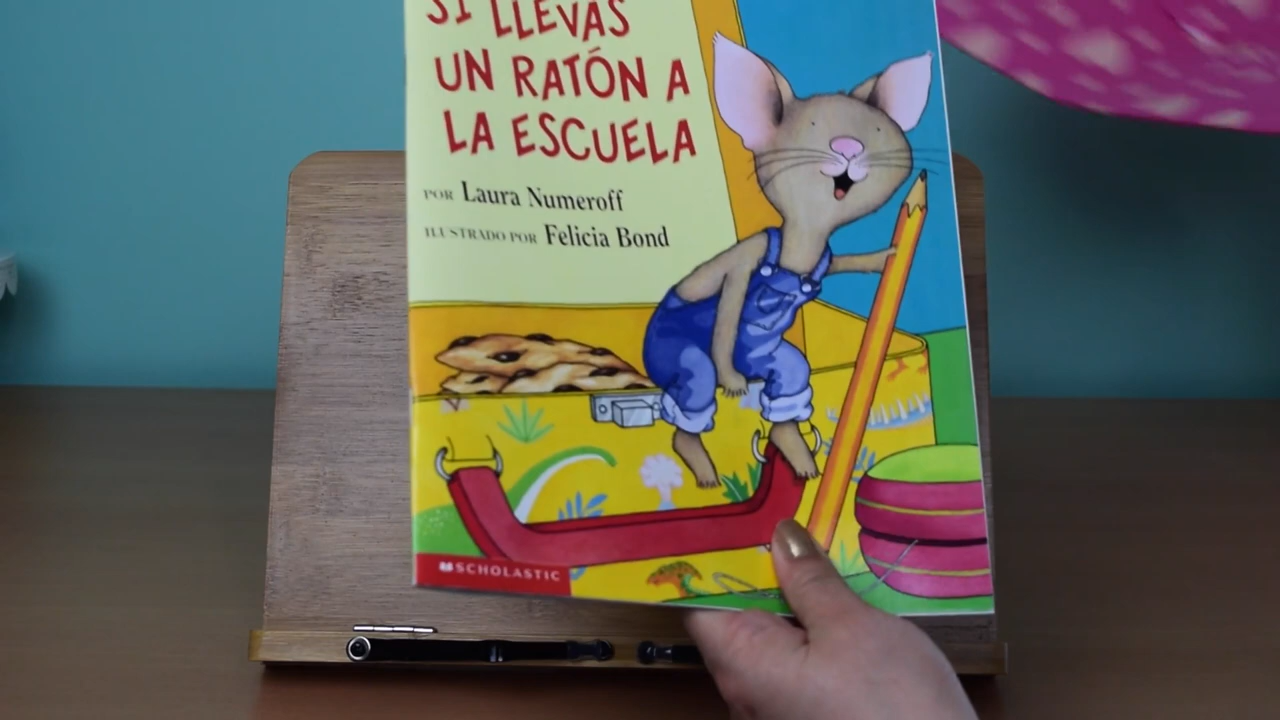 SI LLEVAS
UN RATÓN A
LA ESCUELA
POR Laura Numeroff
ILUSTRADO POR Felicia Bond
SCHOLASTIC